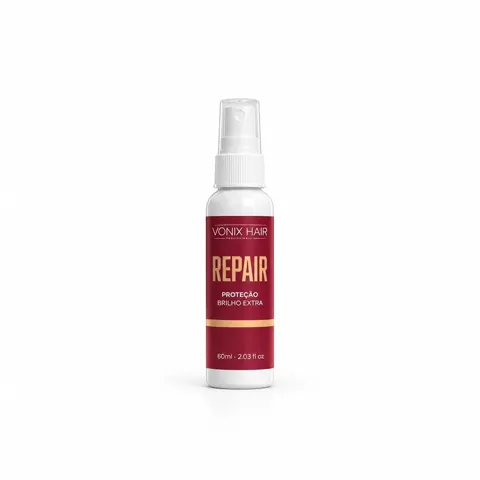 VONIX HAIR
PROFESSIONAL
REPAIR
PROTEÇÃO
BRILHO EXTRA
60ml · 2.03 fl oz